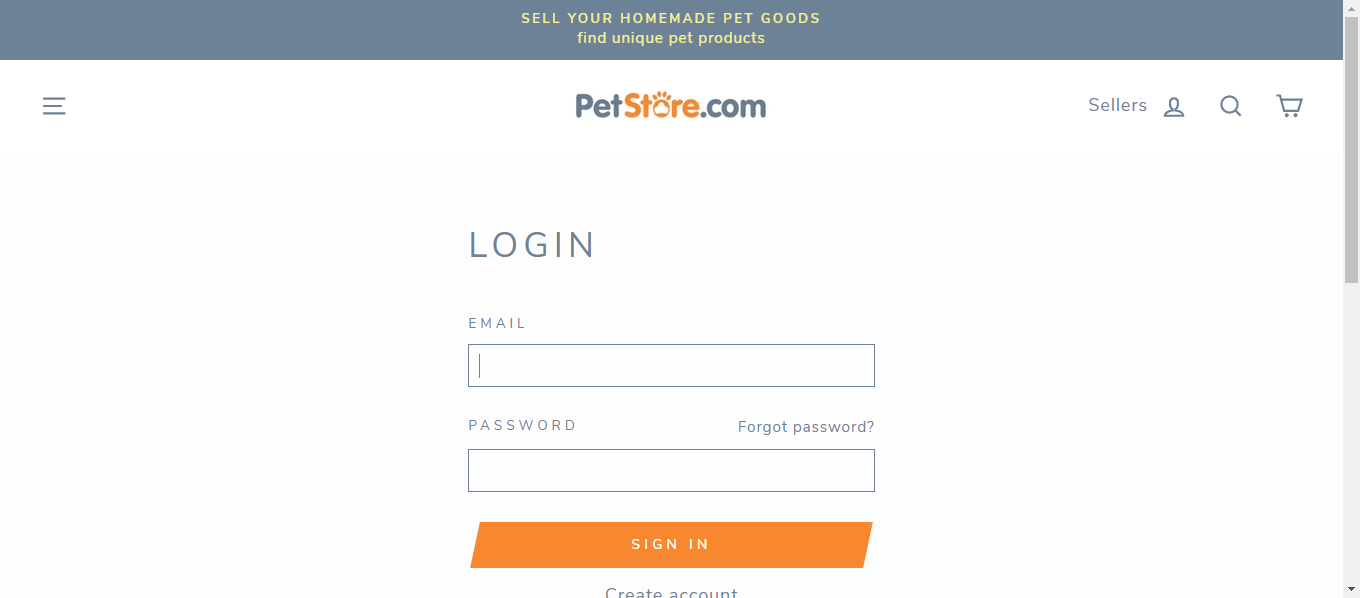 SELL YOUR HOMEMADE PET GOODS
find unique pet products
PetStore.com
Sellers
LOGIN
EMAIL
PASSWORD
Forgot password?
SIGN IN
Create account